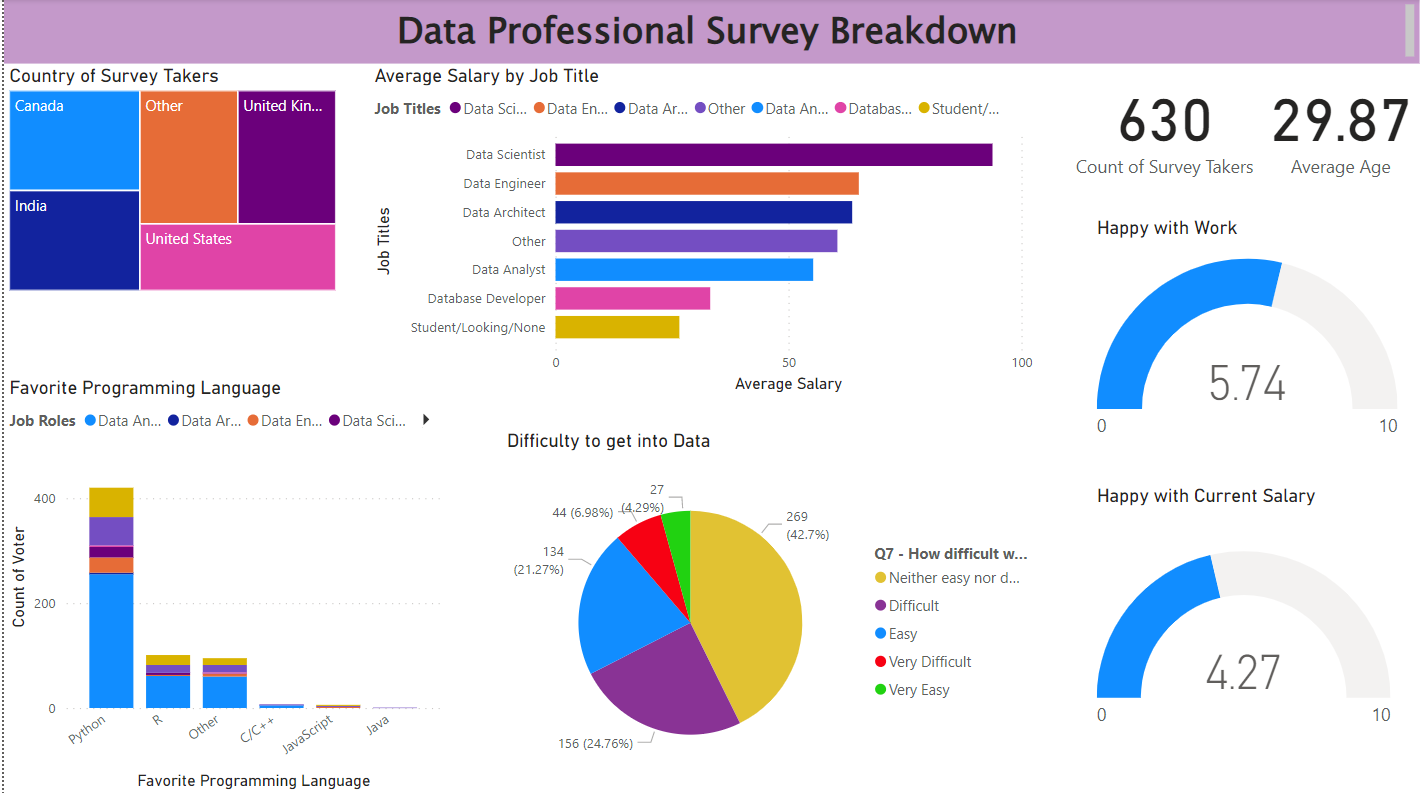 Data Professional Survey Breakdown
Country of Survey Takers
Canada
Other
United Kin...
India
United States
Average Salary by Job Title
Job Titles Data Sci... Data En... Data Ar... Other Data An... Databas... Student/...
Job Titles
Data Scientist
Data Engineer
Data Architect
Other
Data Analyst
Database Developer
Student/Looking/None
0 50 100
Average Salary
630
Count of Survey Takers
29.87
Average Age
Happy with Work
5.74
0 10
Favorite Programming Language
Job Roles Data An... Data Ar... Data En... Data Sci...
Count of Voter
400
200
0
Python R Other C/C++ JavaScript Java
Favorite Programming Language
Difficulty to get into Data
27
(4.29%)
44 (6.98%)
269
(42.7%)
134
(21.27%)
156 (24.76%)
Q7 - How difficult w...
Neither easy nor d...
Difficult
Easy
Very Difficult
Very Easy
Happy with Current Salary
4.27
0 10